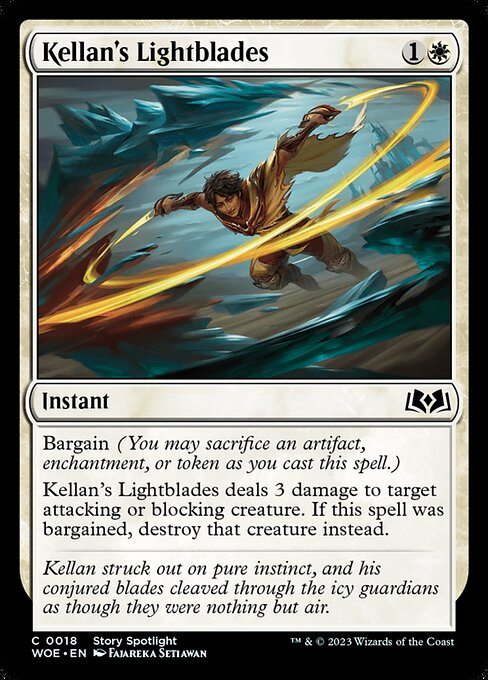 Kellan's Lightblades 1
Instant
Bargain (You may sacrifice an artifact,
enchantment, or token as you cast this spell.)
Kellan's Lightblades deals 3 damage to target
attacking or blocking creature. If this spell was
bargained, destroy that creature instead.
Kellan struck out on pure instinct, and his
conjured blades cleaved through the icy guardians
as though they were nothing but air.
C 0018 Story Spotlight ™ & © 2023 Wizards of the Coast
WOE • EN Fajareka Setiawan